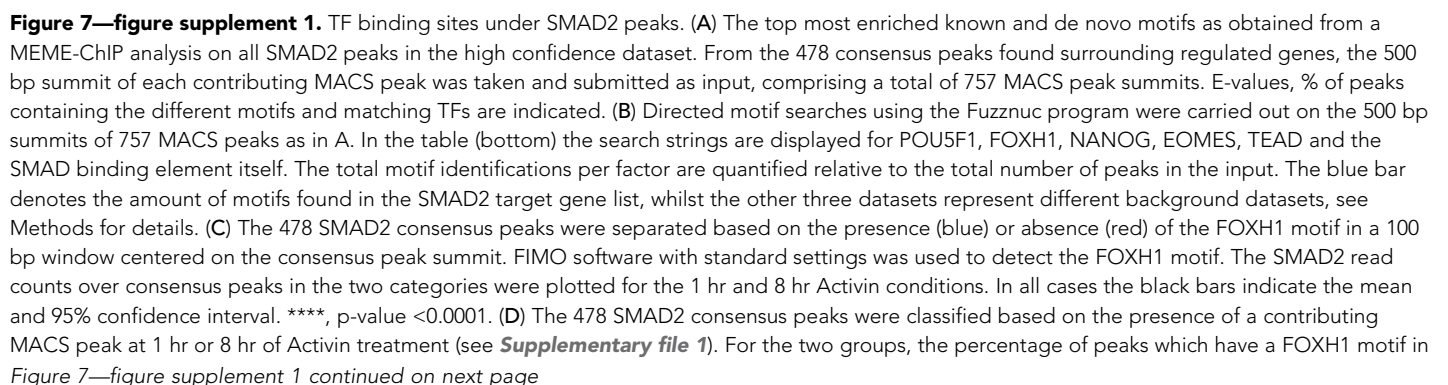 Figure 7—figure supplement 1. TF binding sites under SMAD2 peaks. (A) The top most enriched known and de novo motifs as obtained from a
MEME-ChIP analysis on all SMAD2 peaks in the high confidence dataset. From the 478 consensus peaks found surrounding regulated genes, the 500
bp summit of each contributing MACS peak was taken and submitted as input, comprising a total of 757 MACS peak summits. E-values, % of peaks
containing the different motifs and matching TFs are indicated. (B) Directed motif searches using the Fuzznuc program were carried out on the 500 bp
summits of 757 MACS peaks as in A. In the table (bottom) the search strings are displayed for POU5F1, FOXH1, NANOG, EOMES, TEAD and the
SMAD binding element itself. The total motif identifications per factor are quantified relative to the total number of peaks in the input. The blue bar
denotes the amount of motifs found in the SMAD2 target gene list, whilst the other three datasets represent different background datasets, see
Methods for details. (C) The 478 SMAD2 consensus peaks were separated based on the presence (blue) or absence (red) of the FOXH1 motif in a 100
bp window centered on the consensus peak summit. FIMO software with standard settings was used to detect the FOXH1 motif. The SMAD2 read
counts over consensus peaks in the two categories were plotted for the 1 hr and 8 hr Activin conditions. In all cases the black bars indicate the mean
and 95% confidence interval. ****, p-value <0.0001. (D) The 478 SMAD2 consensus peaks were classified based on the presence of a contributing
MACS peak at 1 hr or 8 hr of Activin treatment (see Supplementary file 1). For the two groups, the percentage of peaks which have a FOXH1 motif in
Figure 7—figure supplement 1 continued on next page